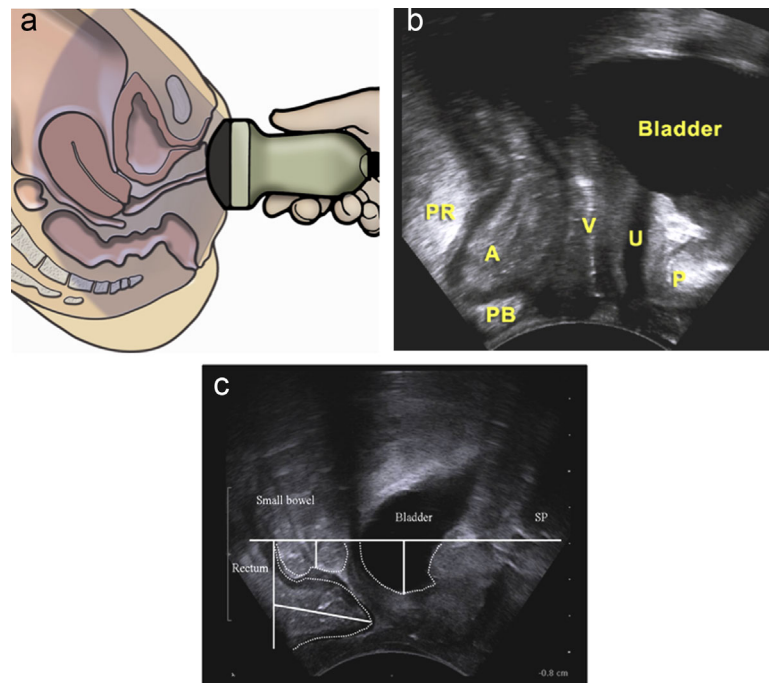 a
b
Bladder
PR
V
U
A
P
PB
c
Small bowel
Bladder
SP
Rectum
-0.8 cm